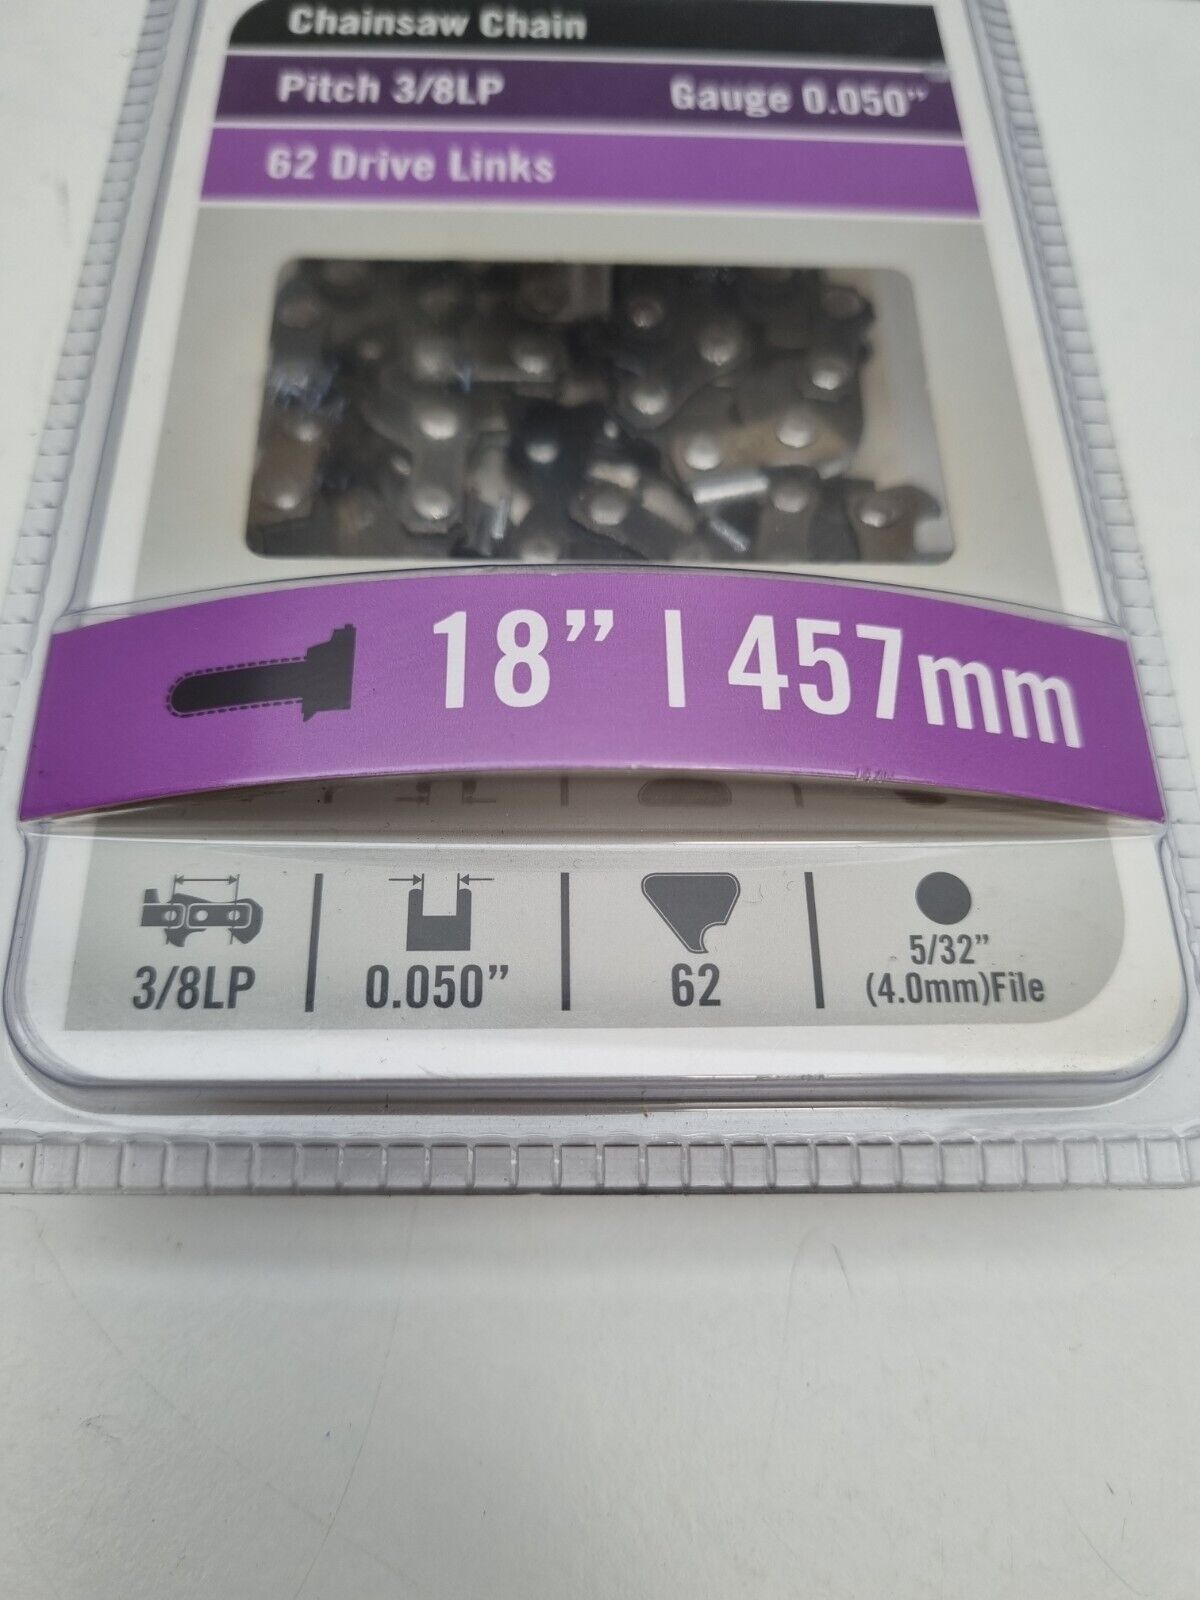 Chainsaw Chain
Pitch 3/8LP Gauge 0.050”
62 Drive Links
18” | 457mm
3/8LP | 0.050” | 62 | 5/32”
(4.0mm)File